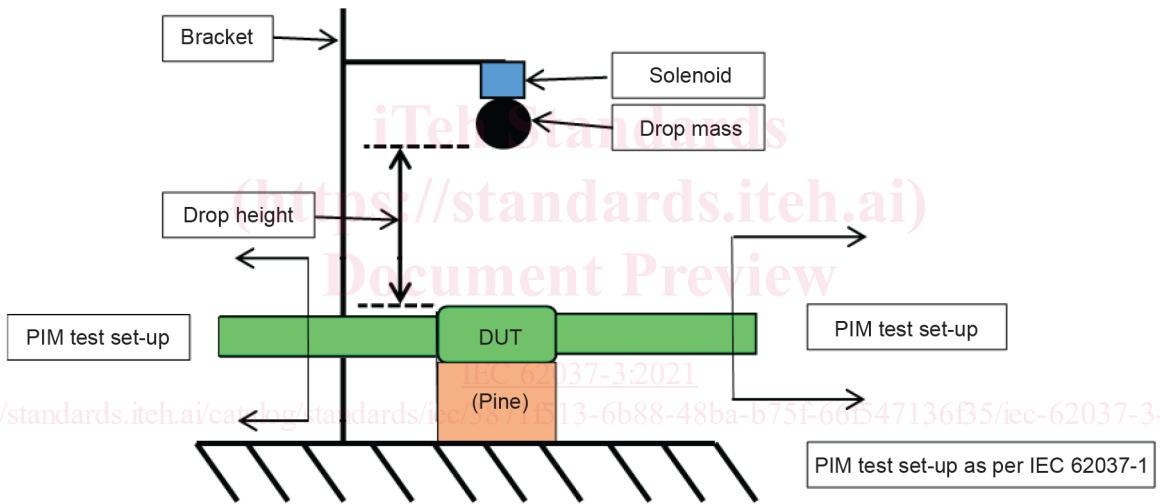 Bracket
Solenoid
iTeh Standards
Drop mass
(https://standards.iteh.ai)
Drop height
Document Preview
PIM test set-up
DUT
PIM test set-up
IEC 62037-3:2021
(Pine)
PIM test set-up as per IEC 62037-1